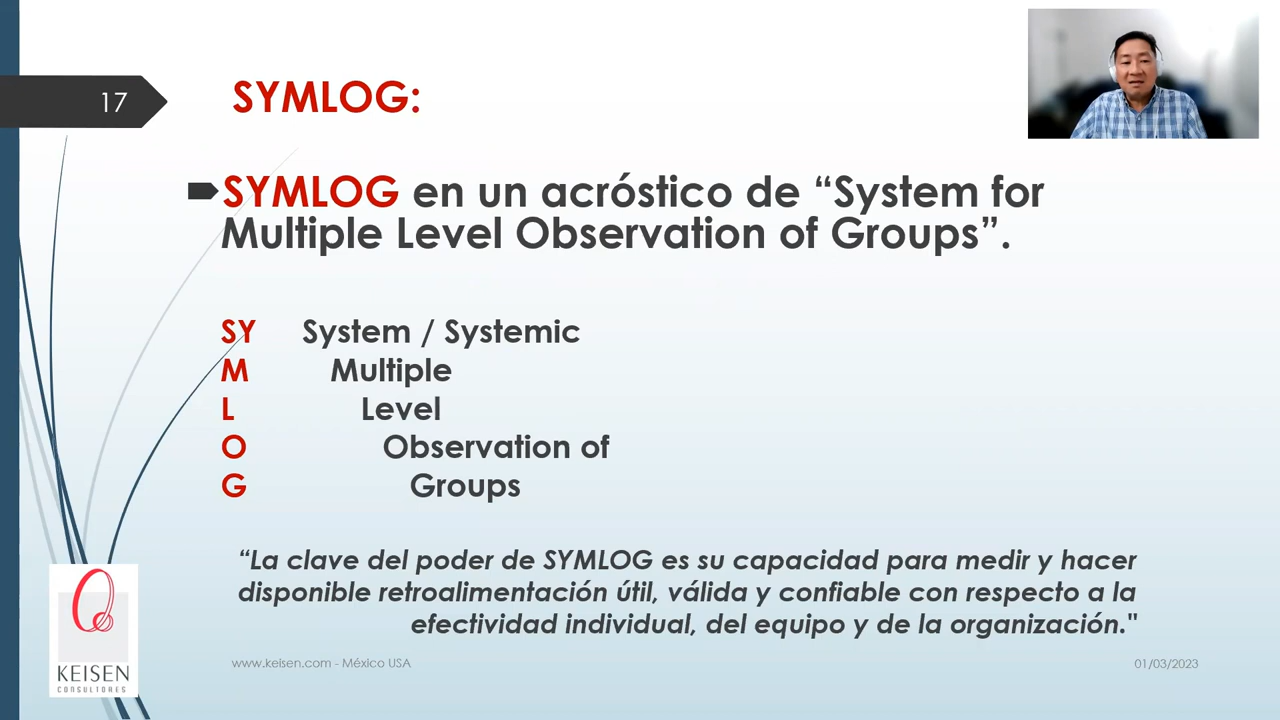 17
SYMLOG:
SYMLOG en un acróstico de “System for
Multiple Level Observation of Groups”.
SY System / Systemic
M Multiple
L Level
O Observation of
G Groups
“La clave del poder de SYMLOG es su capacidad para medir y hacer
disponible retroalimentación útil, válida y confiable con respecto a la
efectividad individual, del equipo y de la organización."
KEISEN
CONSULTORES
www.keisen.com - México USA
01/03/2023